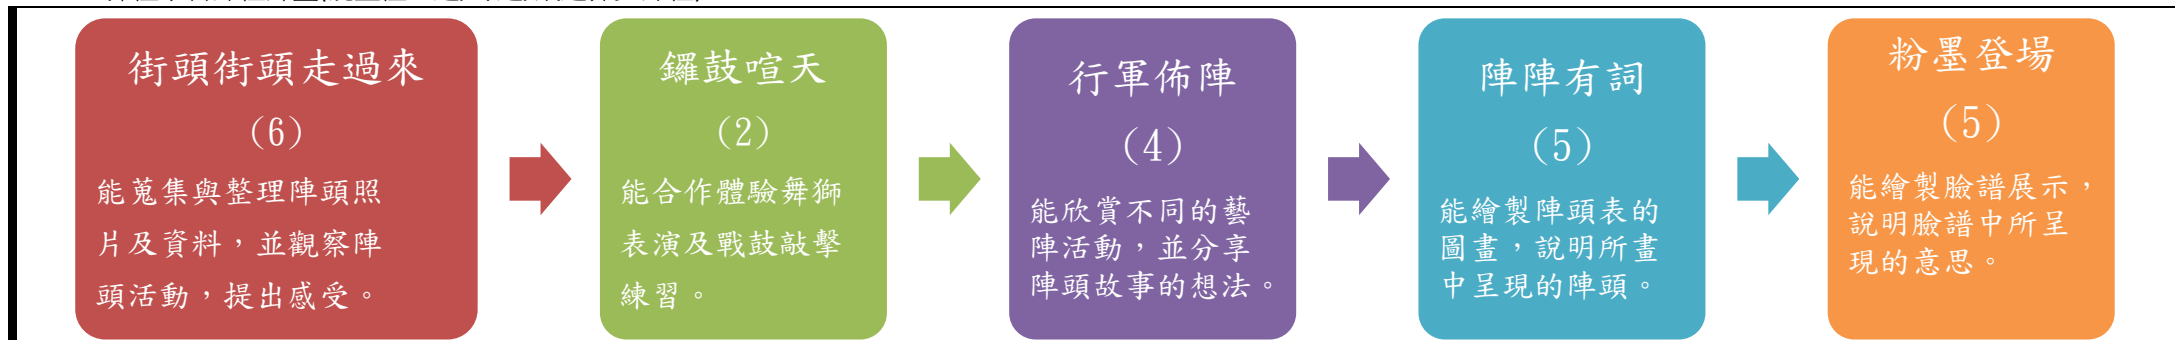 街頭街頭走過來
(6)
能蒐集與整理陣頭照
片及資料，並觀察陣
頭活動，提出感受。
鑼鼓喧天
(2)
能合作體驗舞獅
表演及戰鼓敲擊
練習。
行軍佈陣
(4)
能欣賞不同的藝
陣活動，並分享
陣頭故事的想法。
陣陣有詞
(5)
能繪製陣頭表的
圖畫，說明所畫
中呈現的陣頭。
粉墨登場
(5)
能繪製臉譜展示，
說明臉譜中所呈
現的意思。